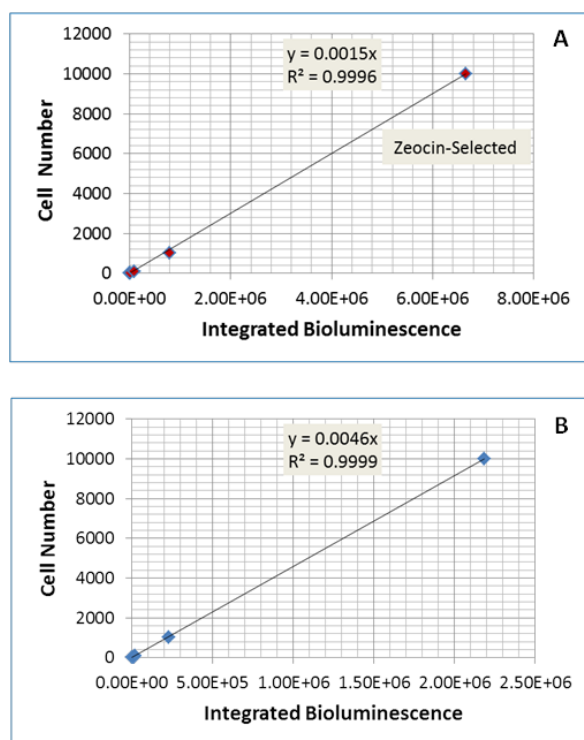 A
12000
10000
8000
6000
4000
2000
0
y = 0.0015x
R² = 0.9996
Zeocin-Selected
Cell Number
0.00E+00 2.00E+06 4.00E+06 6.00E+06 8.00E+06
Integrated Bioluminescence
B
12000
10000
8000
6000
4000
2000
0
y = 0.0046x
R² = 0.9999
Cell Number
0.00E+00 5.00E+05 1.00E+06 1.50E+06 2.00E+06 2.50E+06
Integrated Bioluminescence